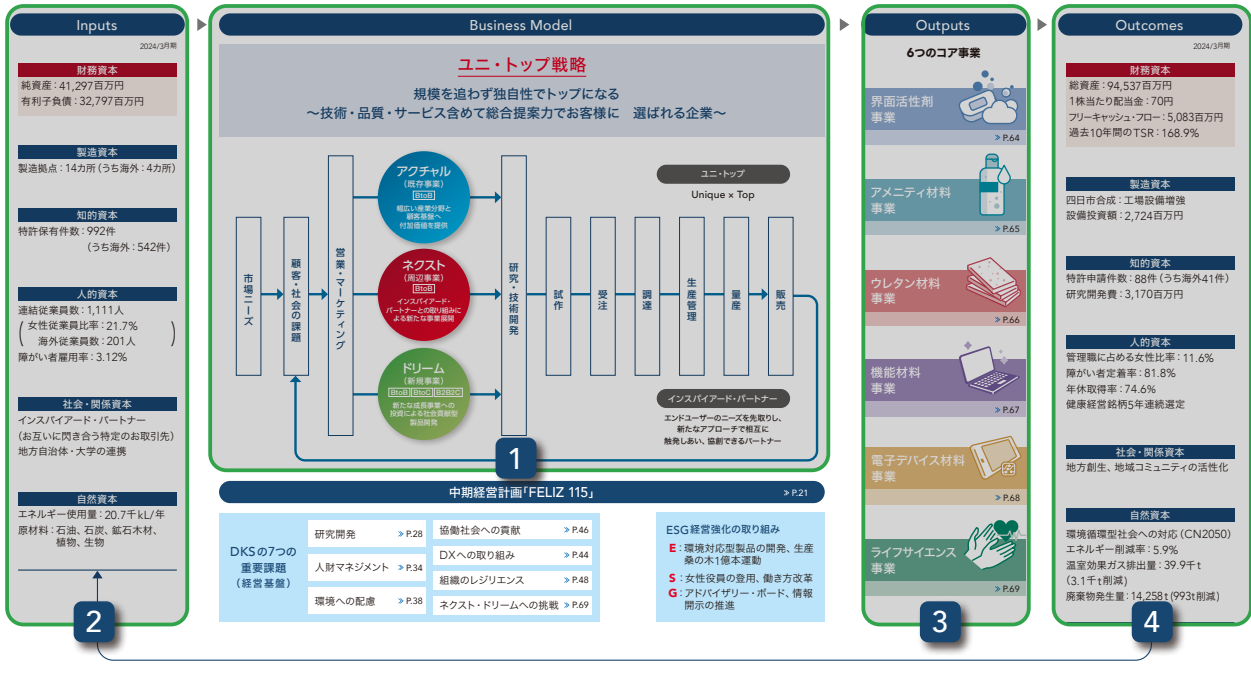 Inputs
2024/3月期
財務資本
純資産：41,297百万円
有利子負債：32,797百万円
製造資本
製造拠点：14カ所（うち海外：4カ所）
知的資本
特許保有件数：992件
（うち海外：542件）
人的資本
連結従業員数：1,111人
（女性従業員比率：21.7%
海外従業員数：201人）
障がい者雇用率：3.12%
社会・関係資本
インスパイアード・パートナー
（お互いに閃き合う特定のお取引先）
地方自治体・大学の連携
自然資本
エネルギー使用量：20.7千kL/年
原材料：石油、石炭、鉱石木材、
植物、生物
2
Business Model
ユニ・トップ戦略
規模を追わず独自性でトップになる
〜技術・品質・サービス含めて総合提案力でお客様に　選ばれる企業〜
市場ニーズ
顧客・社会の課題
営業・マーケティング
アクチャル
（既存事業）
BtoB
幅広い産業分野と
顧客基盤へ
付加価値を提供
ネクスト
（周辺事業）
BtoB
インスパイアード・
パートナーとの取り組みに
よる新たな事業展開
ドリーム
（新規事業）
BtoB BtoC B2B2C
新たな成長事業への
投資による社会貢献型
製品開発
研究・技術開発
試作
受注
調達
生産管理
量産
販売
ユニ・トップ
Unique × Top
インスパイアード・パートナー
エンドユーザーのニーズを先取りし、
新たなアプローチで相互に
触発しあい、協創できるパートナー
1
中期経営計画「FELIZ 115」
≫ P.21
DKSの7つの
重要課題
（経営基盤）
研究開発 ≫ P.28
人財マネジメント ≫ P.34
環境への配慮 ≫ P.38
協働社会への貢献 ≫ P.46
DXへの取り組み ≫ P.44
組織のレジリエンス ≫ P.48
ネクスト・ドリームへの挑戦 ≫ P.69
ESG経営強化の取り組み
E：環境対応型製品の開発、生産
桑の木1億本運動
S：女性役員の登用、働き方改革
G：アドバイザリー・ボード、情報
開示の推進
Outputs
6つのコア事業
界面活性剤
事業
≫ P.64
アメニティ材料
事業
≫ P.65
ウレタン材料
事業
≫ P.66
機能材料
事業
≫ P.67
電子デバイス材料
事業
≫ P.68
ライフサイエンス
事業
≫ P.69
3
Outcomes
2024/3月期
財務資本
総資産：94,537百万円
1株当たり配当金：70円
フリーキャッシュ・フロー：5,083百万円
過去10年間のTSR：168.9%
製造資本
四日市合成：工場設備増強
設備投資額：2,724百万円
知的資本
特許申請件数：88件（うち海外41件）
研究開発費：3,170百万円
人的資本
管理職に占める女性比率：11.6%
障がい者定着率：81.8%
年休取得率：74.6%
健康経営銘柄5年連続選定
社会・関係資本
地方創生、地域コミュニティの活性化
自然資本
環境循環型社会への対応（CN2050）
エネルギー削減率：5.9%
温室効果ガス排出量：39.9千t
（3.1千t削減）
廃棄物発生量：14,258t（993t削減）
4